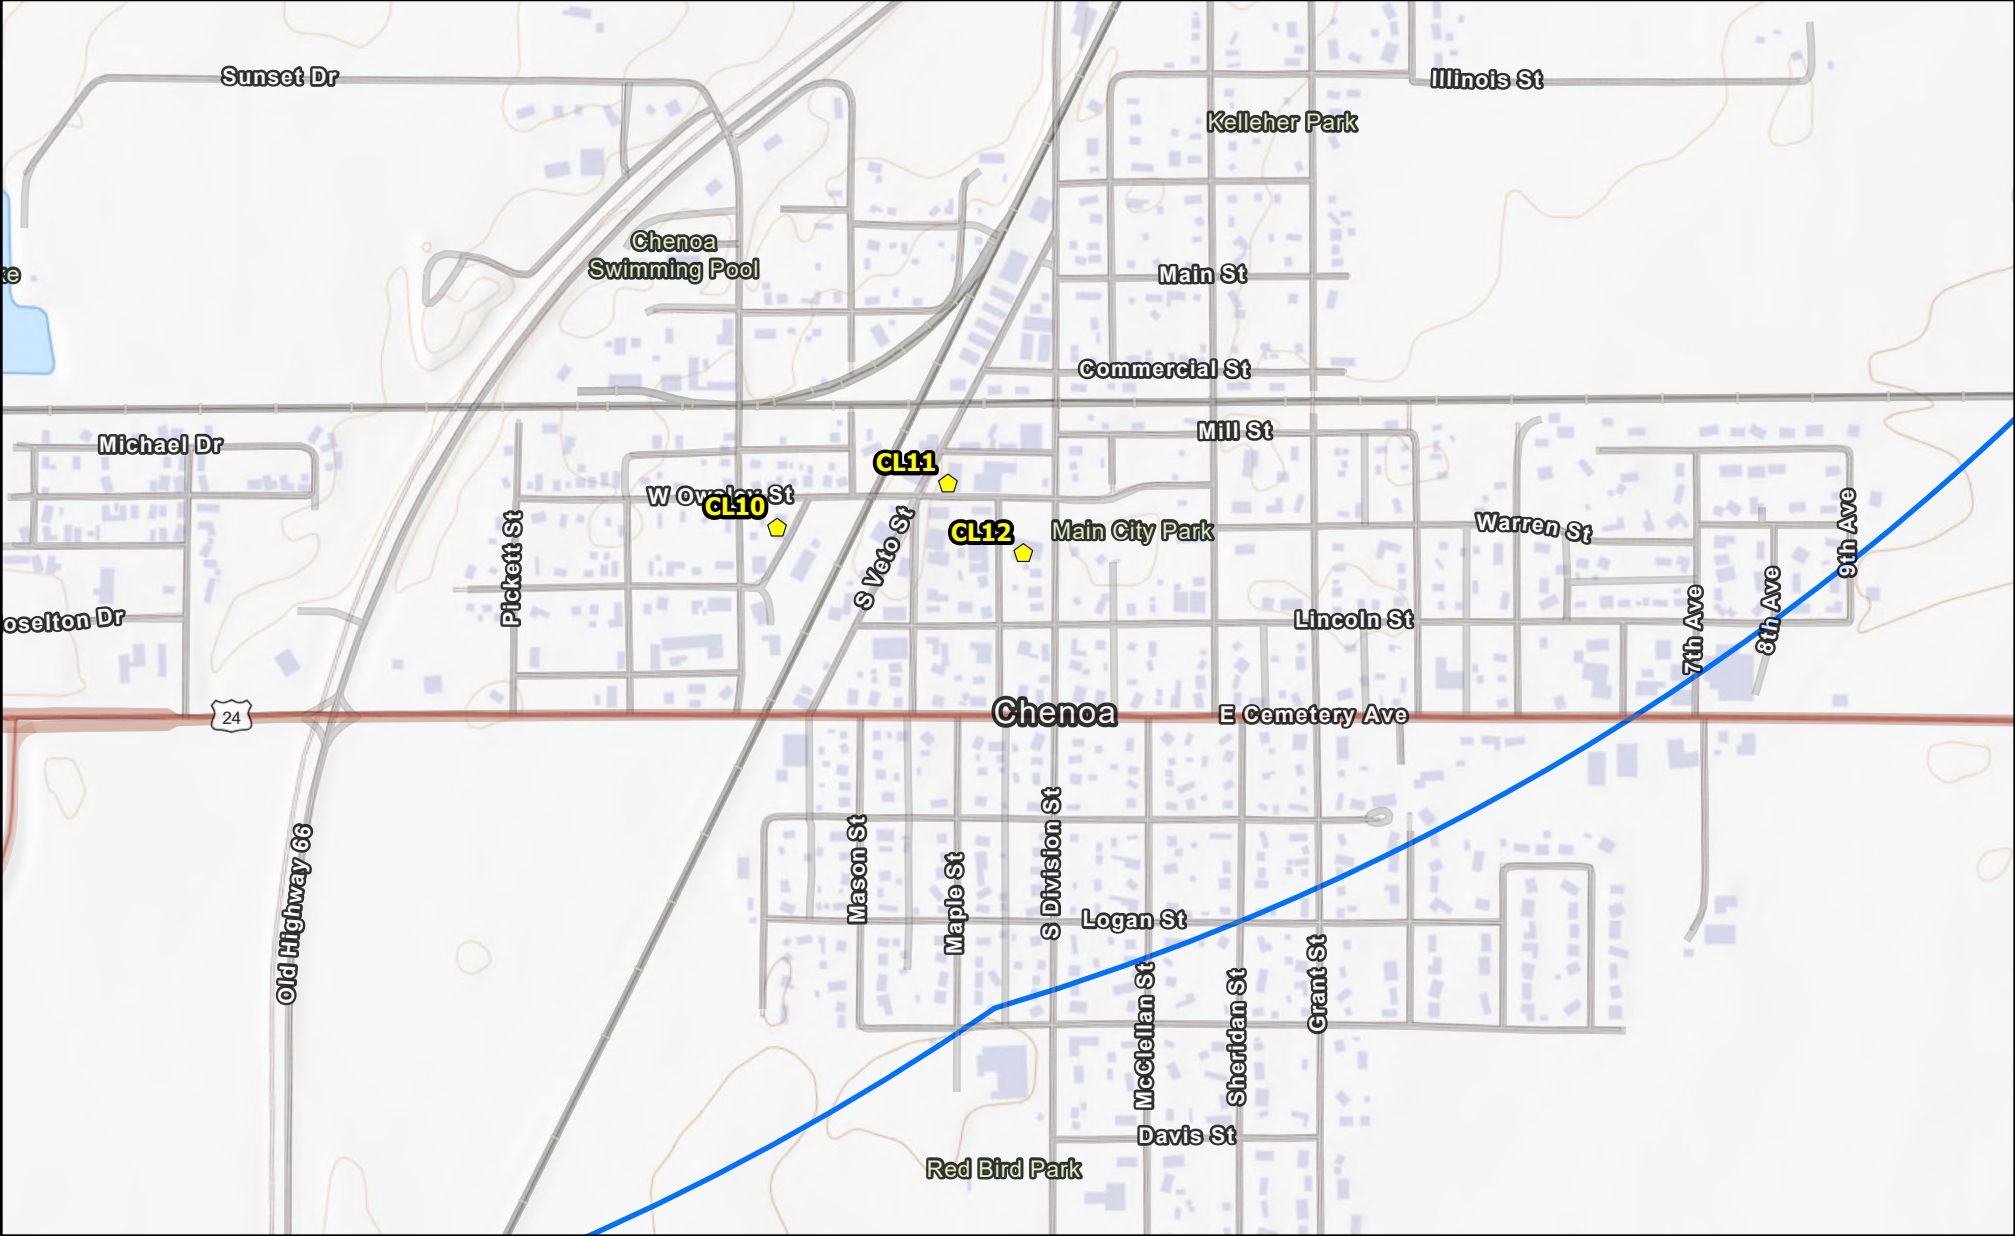 Sunset Dr
Illinois St
Kelleher Park
Chenoa
Swimming Pool
ke
Main St
Commercial St
Michael Dr
Mill St
CL11
W Owsley St
CL10
S Veto St
CL12
Main City Park
Warren St
9th Ave
Pickett St
oselton Dr
Lincoln St
7th Ave
8th Ave
24
Chenoa
E Cemetery Ave
Old Highway 66
Mason St
Maple St
S Division St
Logan St
McClellan St
Sheridan St
Grant St
Davis St
Red Bird Park